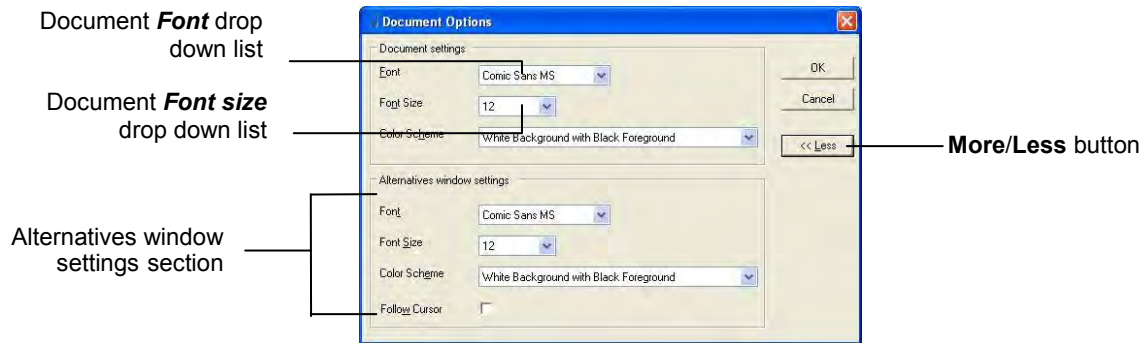 Document Font drop
down list
Document Font size
drop down list
Alternatives window
settings section
Document Options
Document settings
Font
Comic Sans MS
Font Size
12
Color Scheme
White Background with Black Foreground
Alternatives window settings
Font
Comic Sans MS
Font Size
12
Color Scheme
White Background with Black Foreground
Follow Cursor
OK
Cancel
<< Less
More/Less button